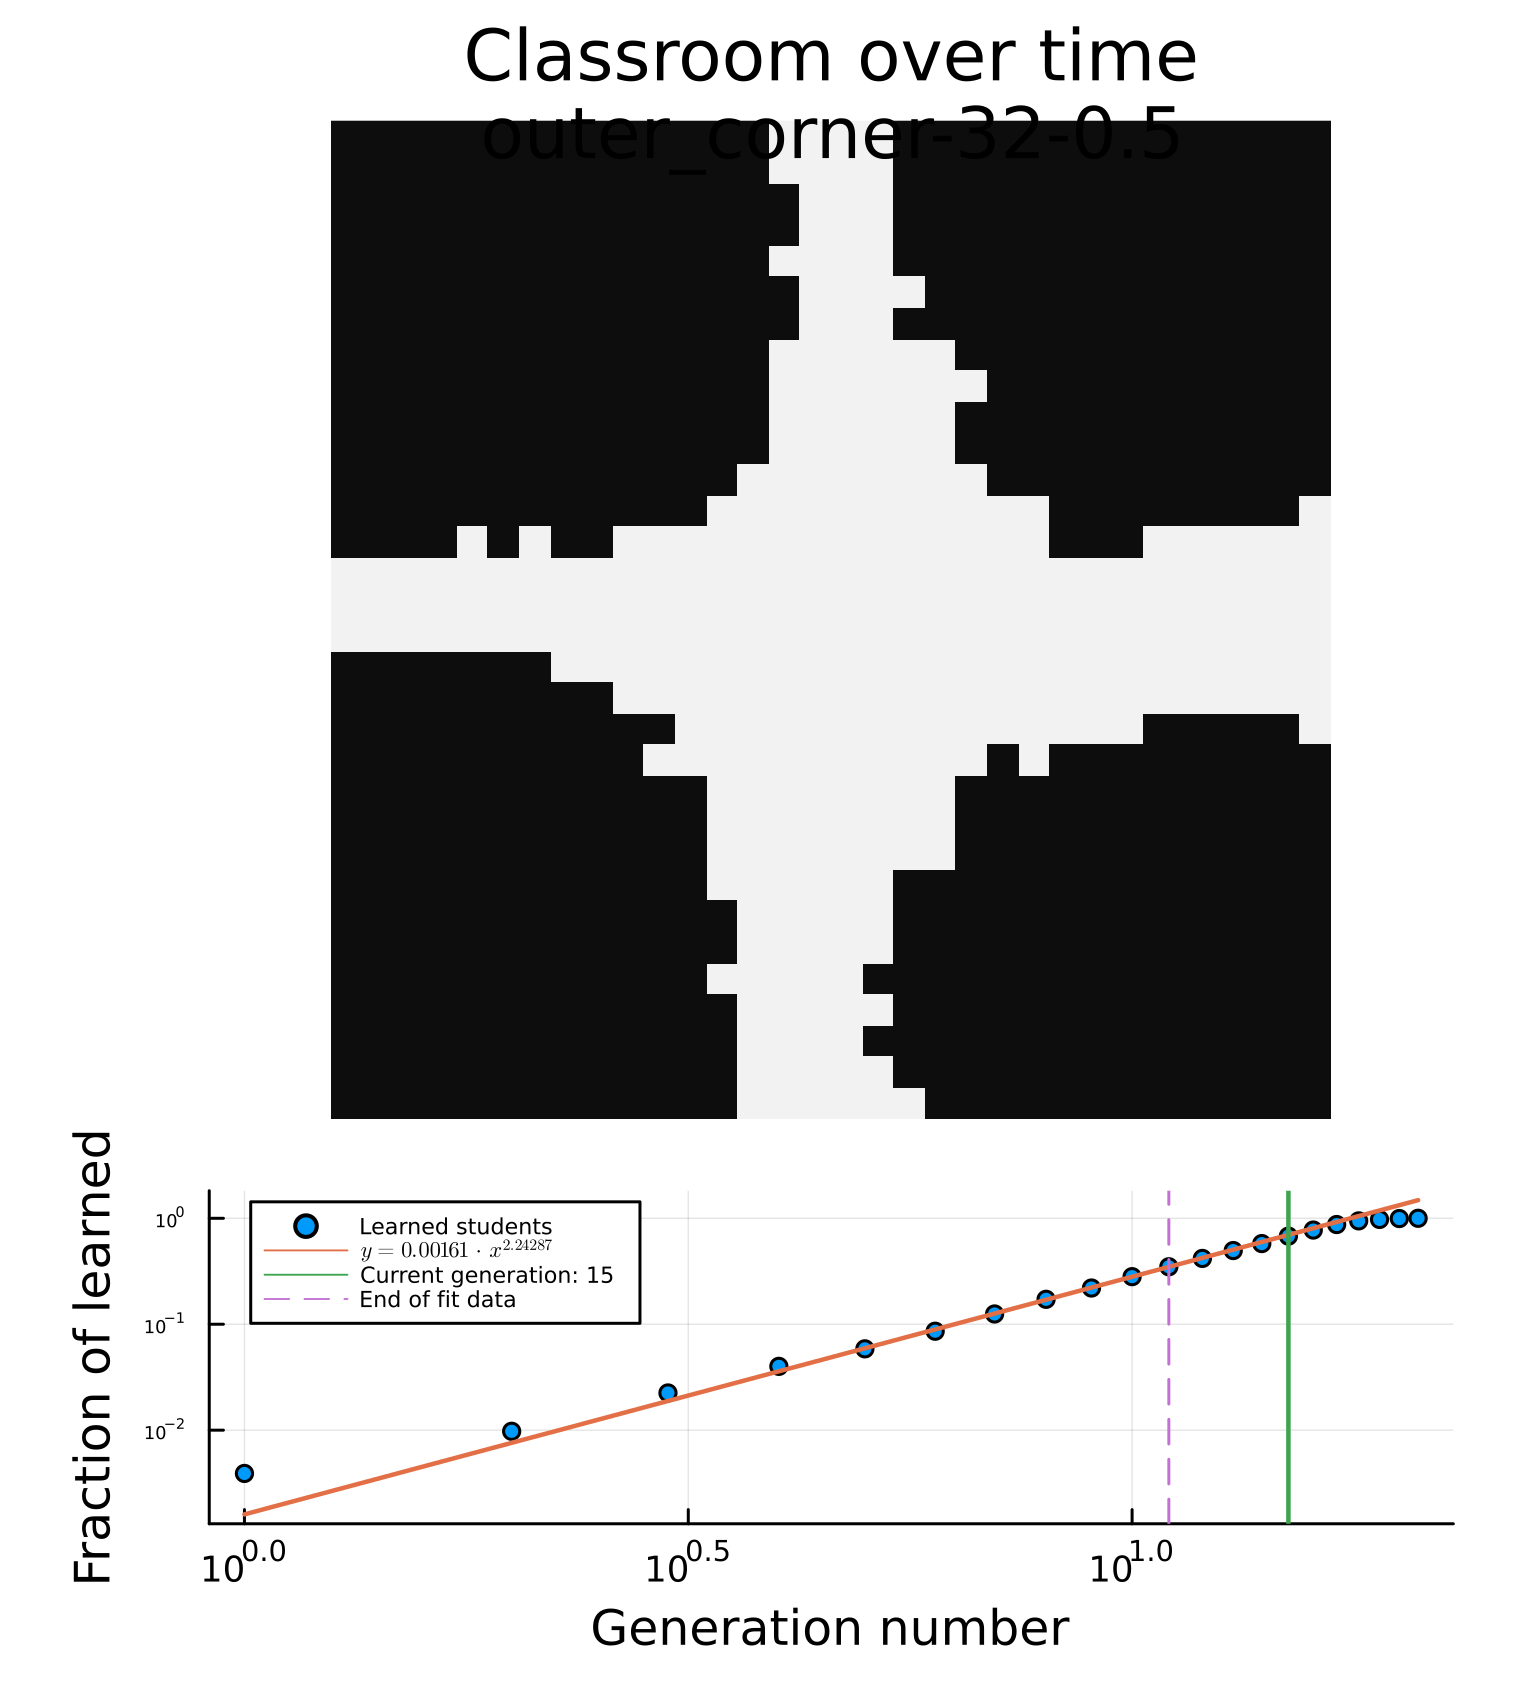 Classroom over time
outer_corner-32-0.5
Fraction of learned
10⁰
10⁻¹
10⁻²
Learned students
y = 0.00161 · x^2.24287
Current generation: 15
End of fit data
10^0.0
10^0.5
10^1.0
Generation number